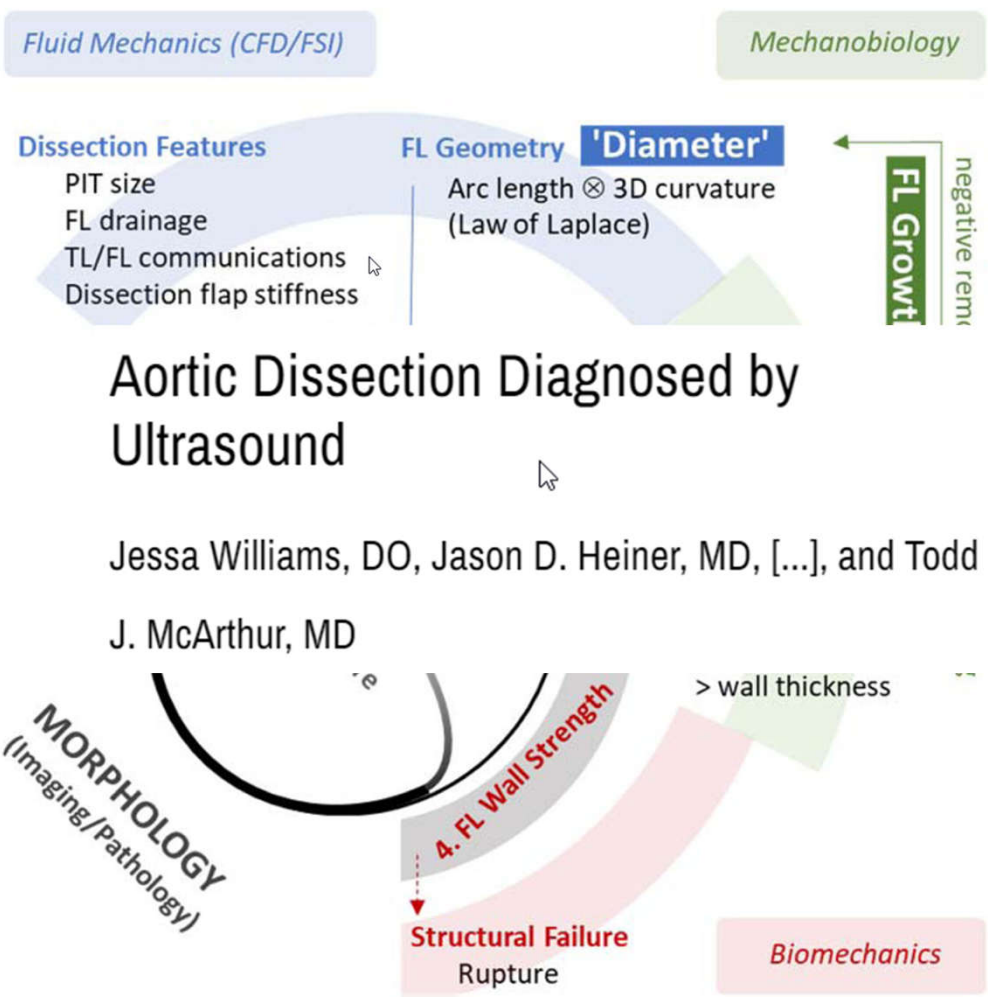 Fluid Mechanics (CFD/FSI)
Mechanobiology
Dissection Features
PIT size
FL drainage
TL/FL communications
Dissection flap stiffness
FL Geometry 'Diameter'
Arc length ⊗ 3D curvature
(Law of Laplace)
FL
negative
Aortic Dissection Diagnosed by
Ultrasound
Jessa Williams, DO, Jason D. Heiner, MD, [...], and Todd
J. McArthur, MD
> wall thickness
MORPHOLOGY
(Imaging/Pathology)
4. FL Wall Strength
Structural Failure
Rupture
Biomechanics